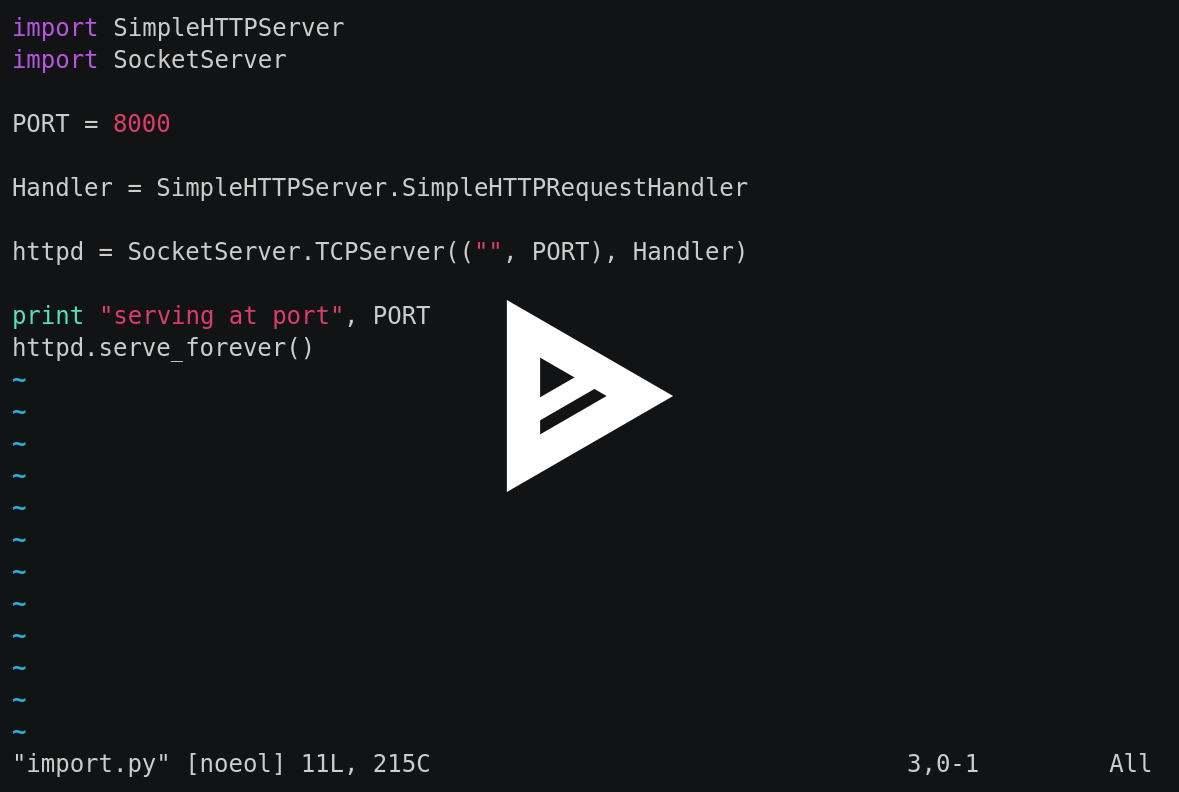 import SimpleHTTPServer
import SocketServer
PORT = 8000
Handler = SimpleHTTPServer.SimpleHTTPRequestHandler
httpd = SocketServer.TCPServer(("", PORT), Handler)
print "serving at port", PORT
httpd.serve_forever()
~
~
~
~
~
~
~
~
~
~
~
~
"import.py" [noeol] 11L, 215C 3,0-1 All